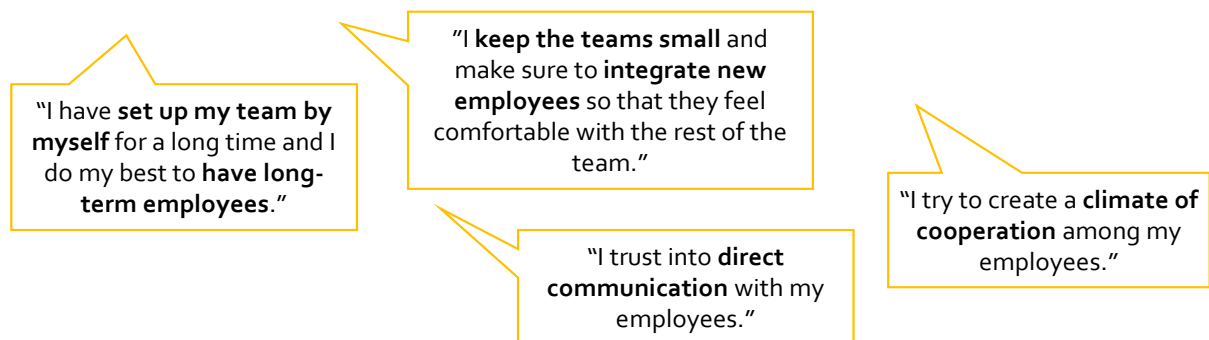 “I have set up my team by
myself for a long time and I
do my best to have long-
term employees.”
”I keep the teams small and
make sure to integrate new
employees so that they feel
comfortable with the rest of the
team.”
“I trust into direct
communication with my
employees.”
“I try to create a climate of
cooperation among my
employees.”